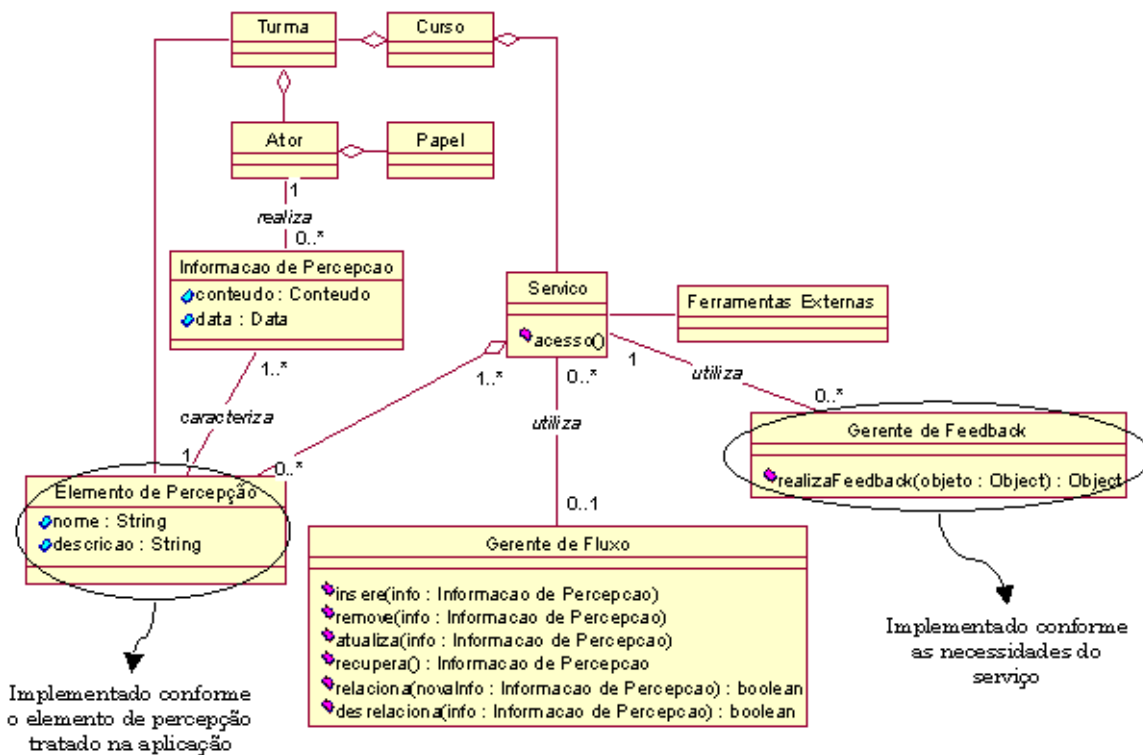 Turma
Curso
Ator
Papel
1
realiza
0..*
Informacao de Percepcao
conteudo : Conteudo
data : Data
Servico
acesso()
Ferramentas Externas
1..*
caracteriza
1
1..*
0..*
0..*
utiliza
0..1
1
utiliza
0..*
Elemento de Percepção
nome : String
descricao : String
Gerente de Feedback
realizaFeedback(objeto : Object) : Object
Gerente de Fluxo
insere(info : Informacao de Percepcao)
remove(info : Informacao de Percepcao)
atualiza(info : Informacao de Percepcao)
recupera() : Informacao de Percepcao
relaciona(novaInfo : Informacao de Percepcao) : boolean
desrelaciona(info : Informacao de Percepcao) : boolean
Implementado conforme
o elemento de percepção
tratado na aplicação
Implementado conforme
as necessidades do
serviço